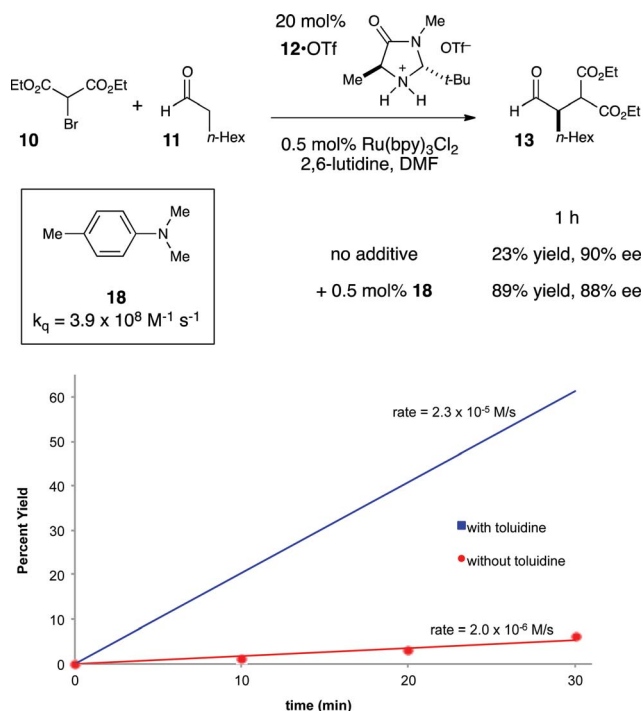 20 mol%
12•OTf
O
Me
N
OTf⁻
Me
N
+
t-Bu
H H
EtO₂C CO₂Et
Br
10
+
O
H
n-Hex
11
0.5 mol% Ru(bpy)₃Cl₂
2,6-lutidine, DMF
O
CO₂Et
H
CO₂Et
n-Hex
13
Me
Me
N
Me
18
k_q = 3.9 x 10⁸ M⁻¹ s⁻¹
1 h
no additive 23% yield, 90% ee
+ 0.5 mol% 18 89% yield, 88% ee
60
50
40
30
20
10
0
Percent Yield
rate = 2.3 x 10⁻⁵ M/s
with toluidine
without toluidine
rate = 2.0 x 10⁻⁶ M/s
0 10 20 30
time (min)